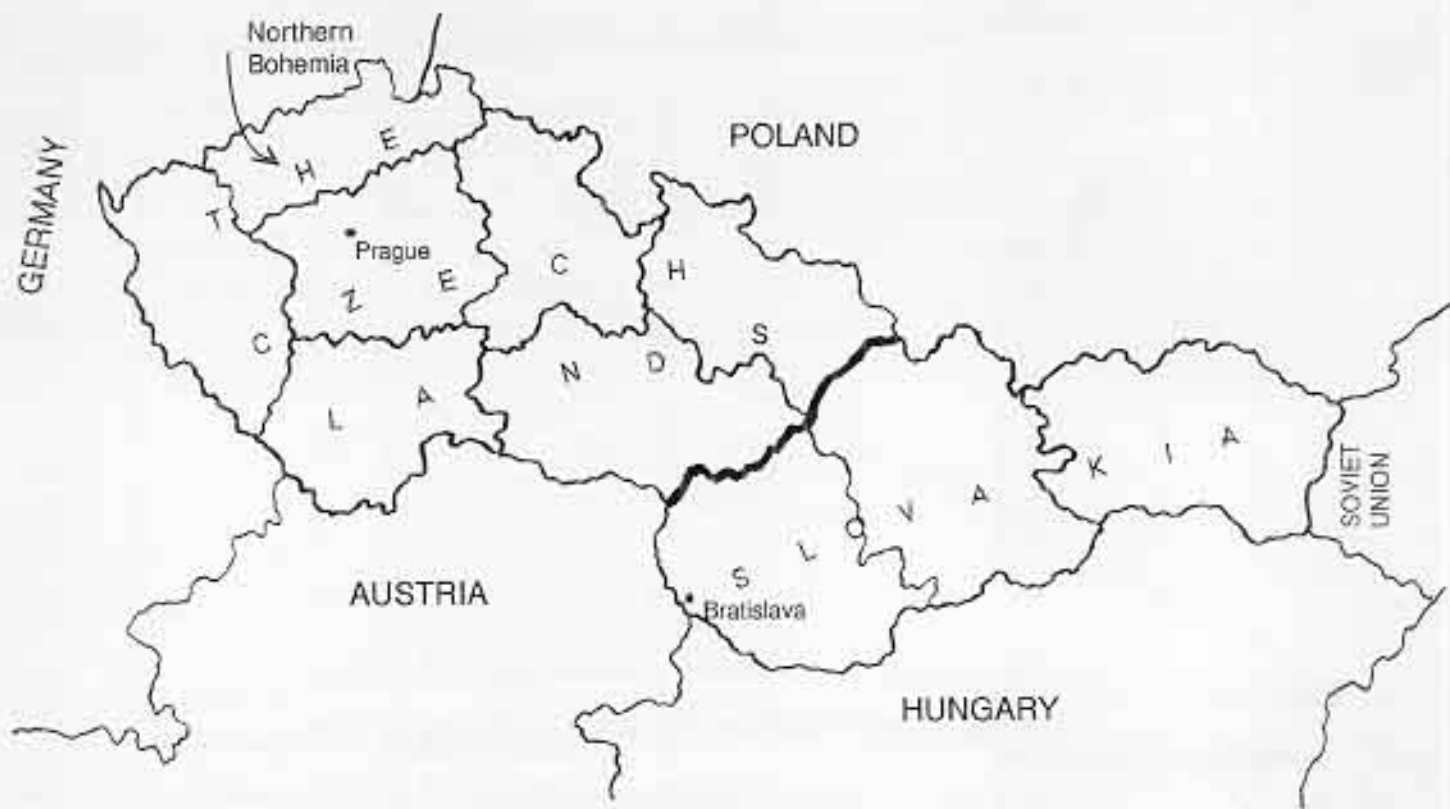 Northern
Bohemia
GERMANY
POLAND
THE
Prague
CZECH
LANDS
SLOVAKIA
SOVIET
UNION
AUSTRIA
Bratislava
HUNGARY